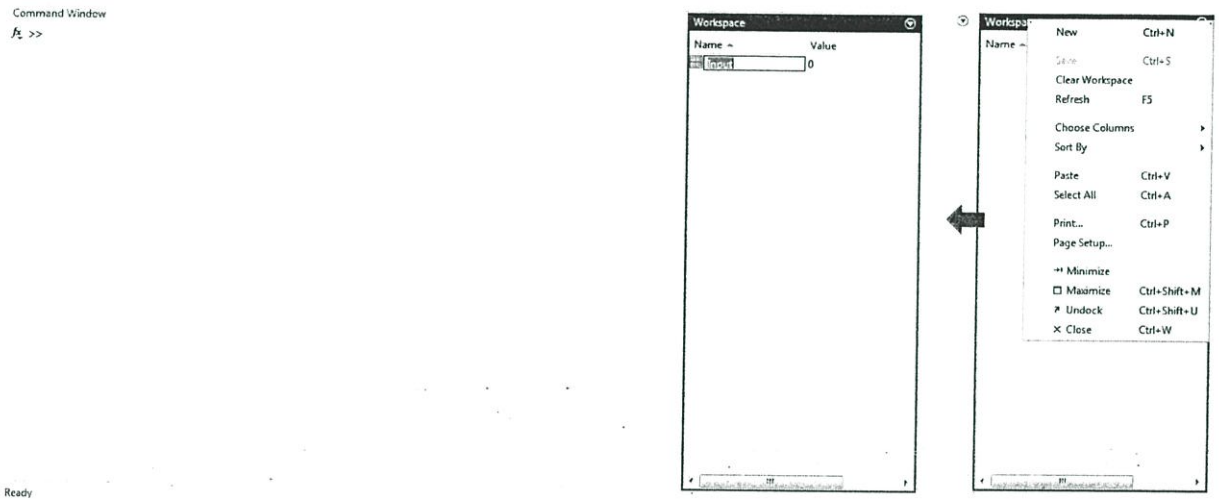 Command Window
fx >>
Ready
Workspace
Name Value
Input 0
Name
New Ctrl+N
Save Ctrl+S
Clear Workspace
Refresh F5
Choose Columns
Sort By
Paste Ctrl+V
Select All Ctrl+A
Print... Ctrl+P
Page Setup...
Minimize
Maximize Ctrl+Shift+M
Undock Ctrl+Shift+U
Close Ctrl+W